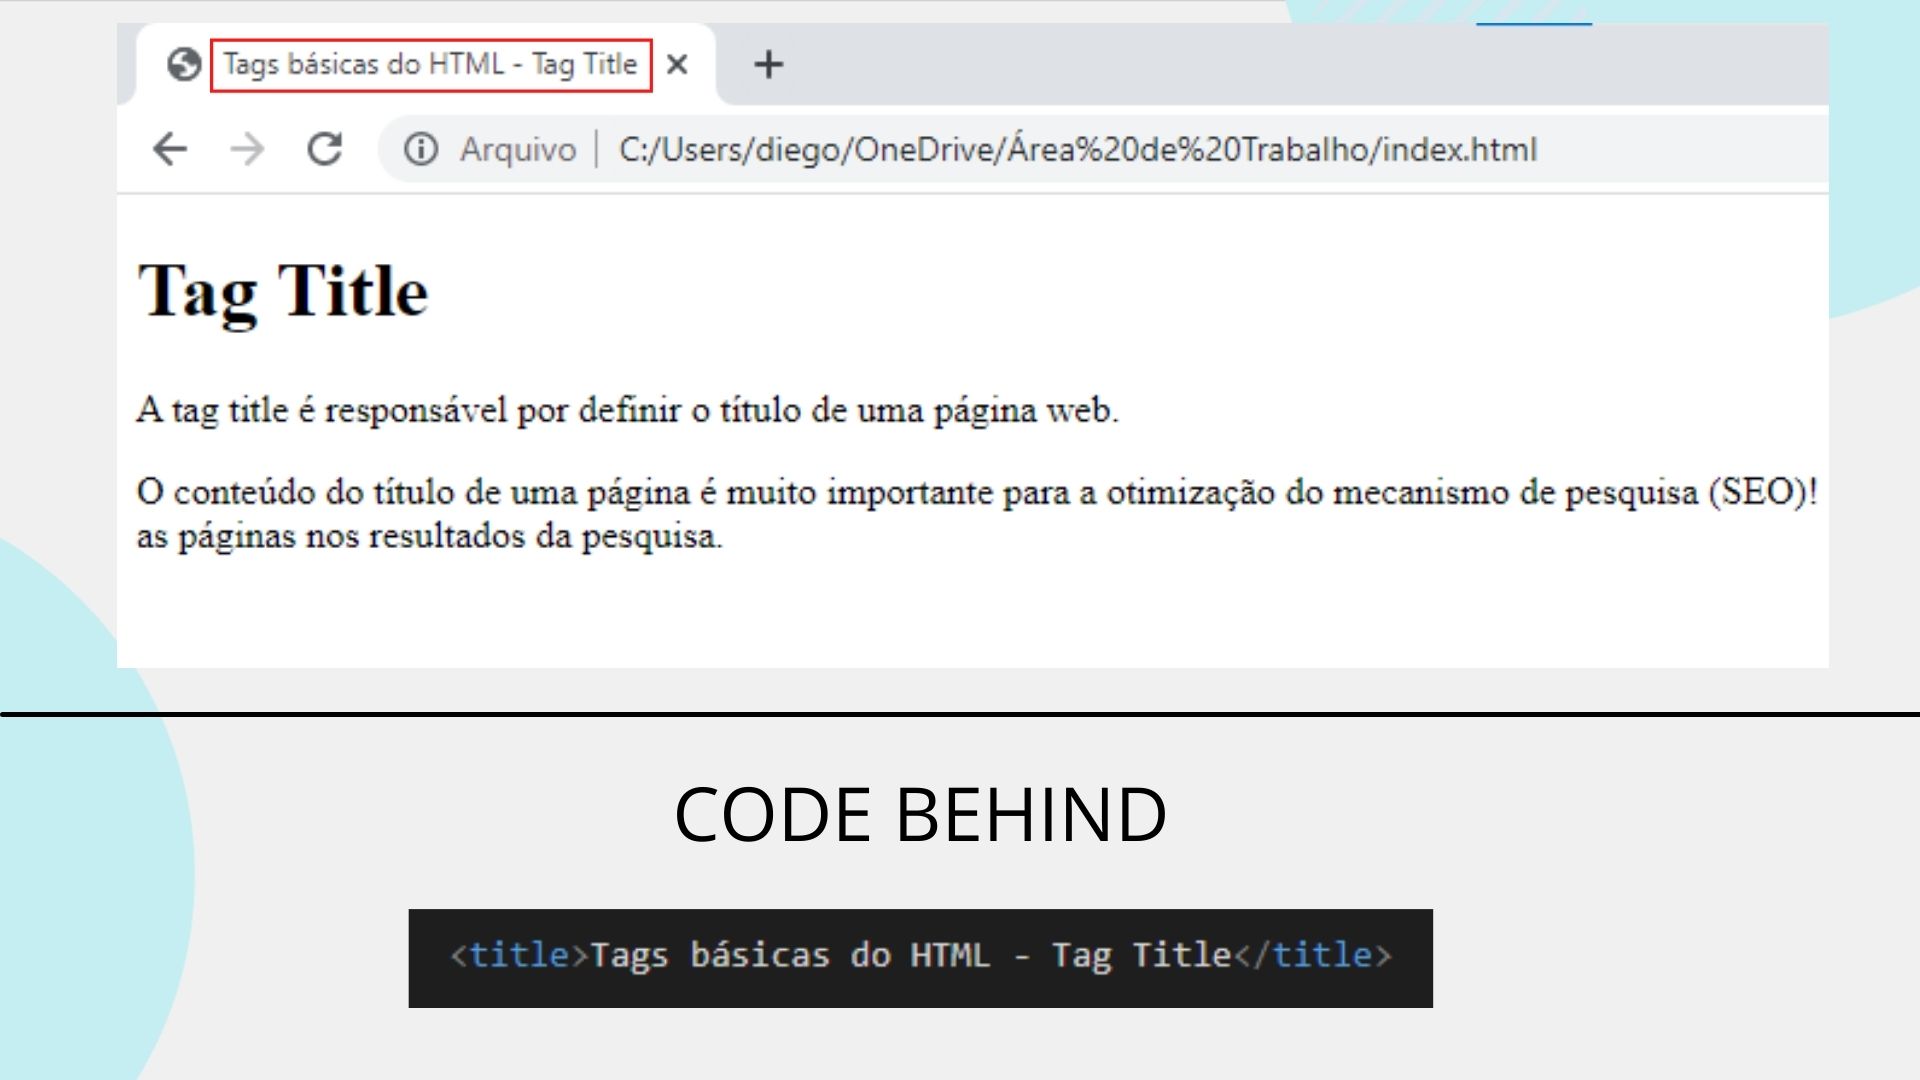 Tags básicas do HTML - Tag Title
Arquivo | C:/Users/diego/OneDrive/Área%20de%20Trabalho/index.html
Tag Title
A tag title é responsável por definir o título de uma página web.
O conteúdo do título de uma página é muito importante para a otimização do mecanismo de pesquisa (SEO)!
as páginas nos resultados da pesquisa.
CODE BEHIND
<title>Tags básicas do HTML - Tag Title</title>